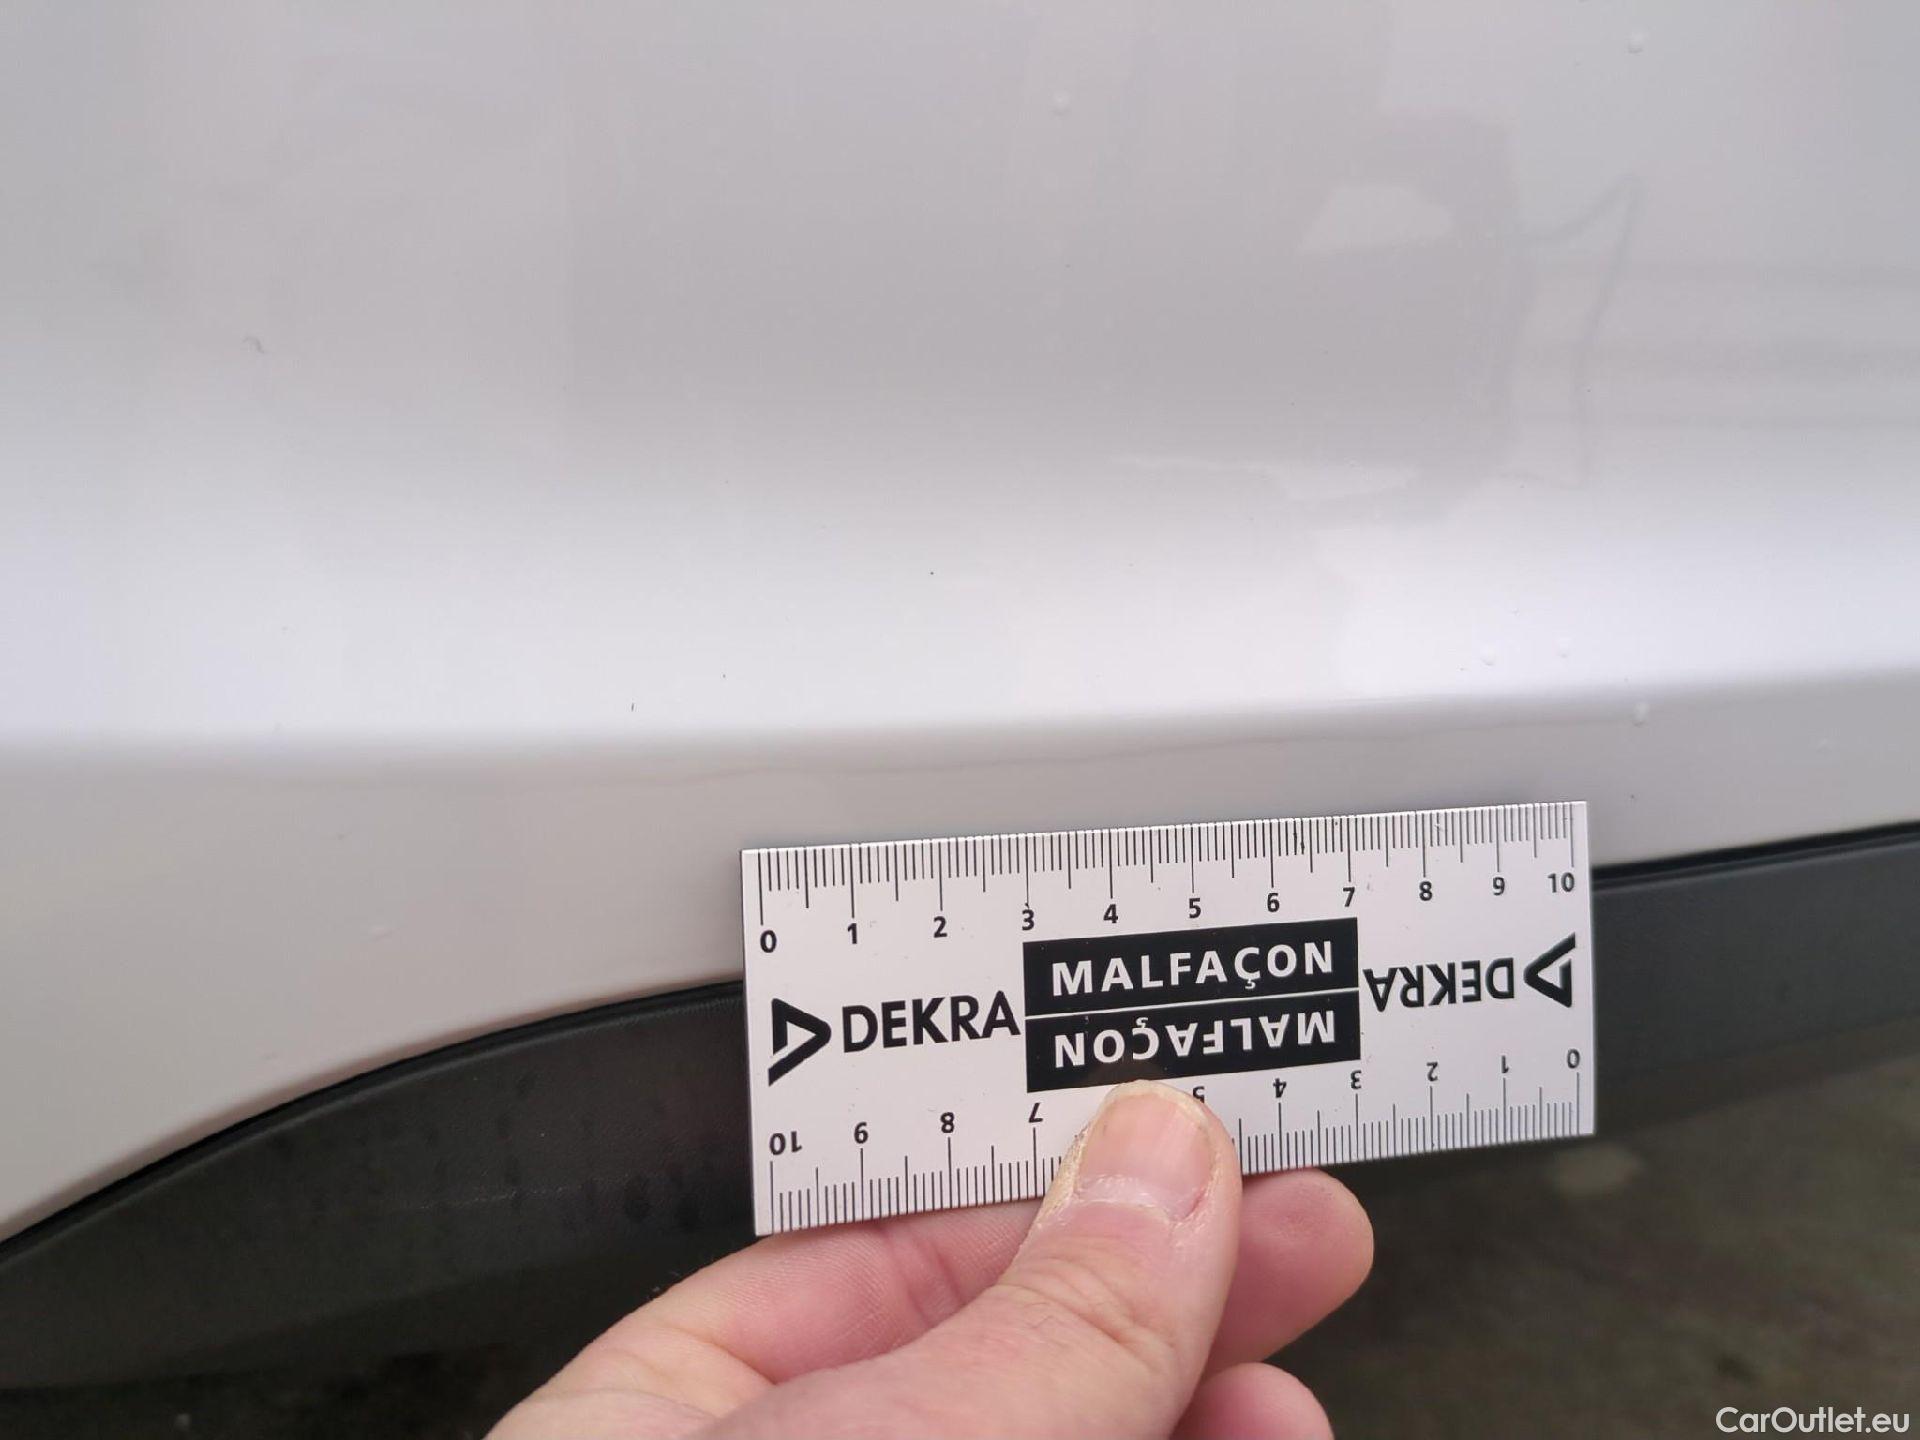 0 1 2 3 4 5 6 7 8 9 10
DEKRA MALFAÇON DEKRA
MALFAÇON
10 9 8 7 5 4 3 2 1 0
CarOutlet.eu